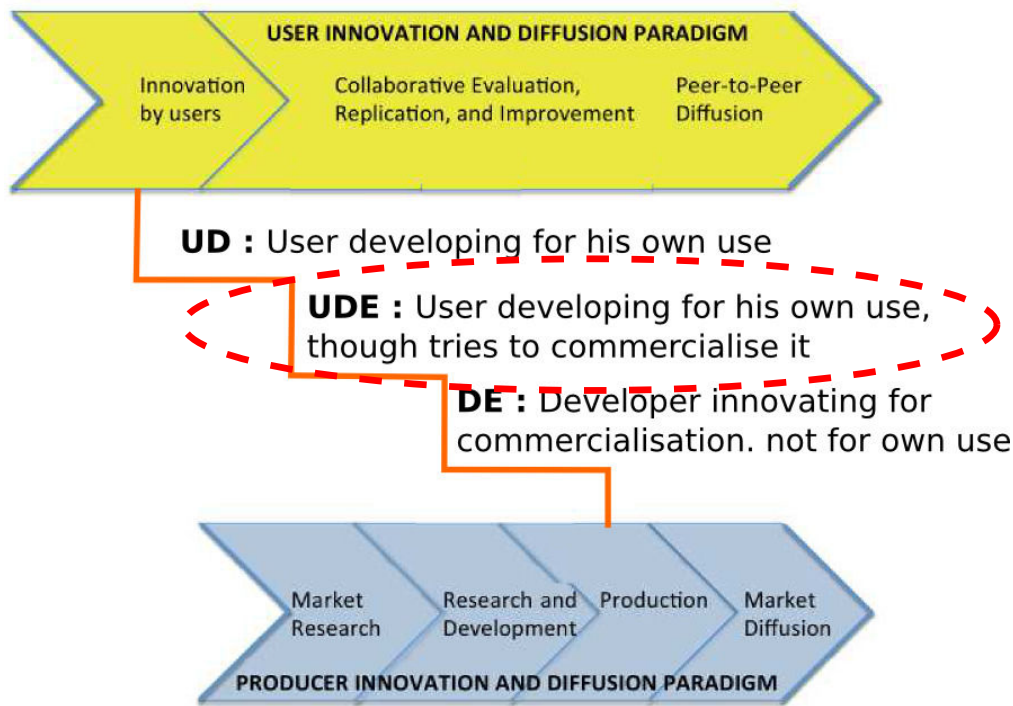 USER INNOVATION AND DIFFUSION PARADIGM
Innovation
by users
Collaborative Evaluation,
Replication, and Improvement
Peer-to-Peer
Diffusion
UD : User developing for his own use
UDE : User developing for his own use,
though tries to commercialise it
DE : Developer innovating for
commercialisation. not for own use
Market
Research
Research and
Development
Production
Market
Diffusion
PRODUCER INNOVATION AND DIFFUSION PARADIGM